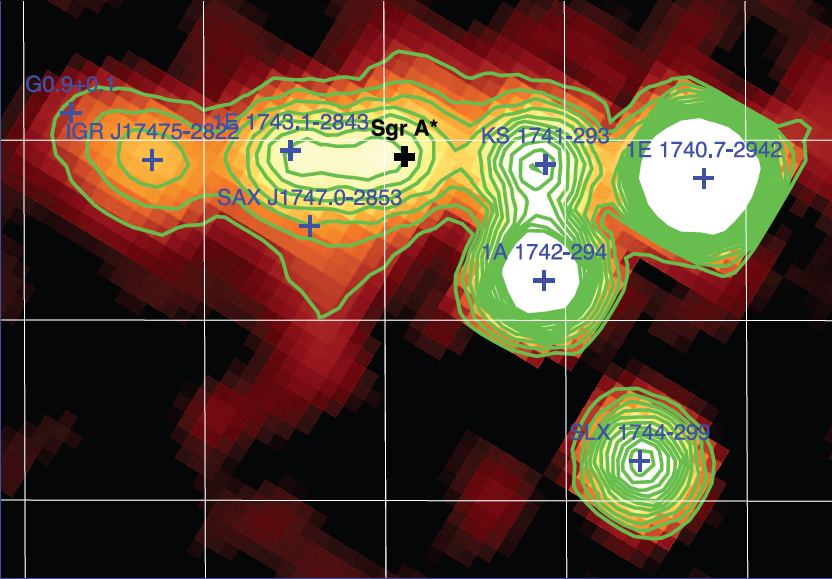 G0.9+0.1
IGR J17475-2822
1E 1743.1-2843
Sgr A*
KS 1741-293
1E 1740.7-2942
SAX J1747.0-2853
1A 1742-294
SLX 1744-299